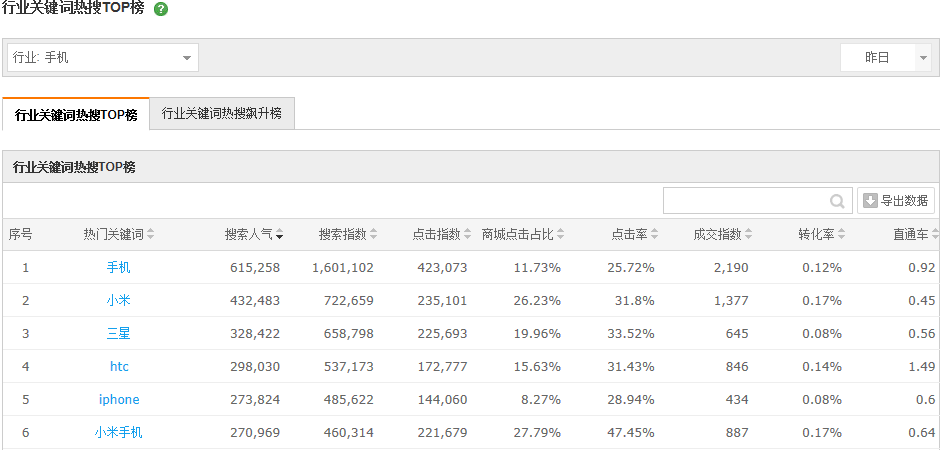 行业关键词热搜TOP榜 ?
行业: 手机 昨日
行业关键词热搜TOP榜 行业关键词热搜飙升榜
行业关键词热搜TOP榜
导出数据
序号 热门关键词 搜索人气 搜索指数 点击指数 商城点击占比 点击率 成交指数 转化率 直通车
1 手机 615,258 1,601,102 423,073 11.73% 25.72% 2,190 0.12% 0.92
2 小米 432,483 722,659 235,101 26.23% 31.8% 1,377 0.17% 0.45
3 三星 328,422 658,798 225,693 19.96% 33.52% 645 0.08% 0.56
4 htc 298,030 537,173 172,777 15.63% 31.43% 846 0.14% 1.49
5 iphone 273,824 485,622 144,060 8.27% 28.94% 434 0.08% 0.6
6 小米手机 270,969 460,314 221,679 27.79% 47.45% 887 0.17% 0.64